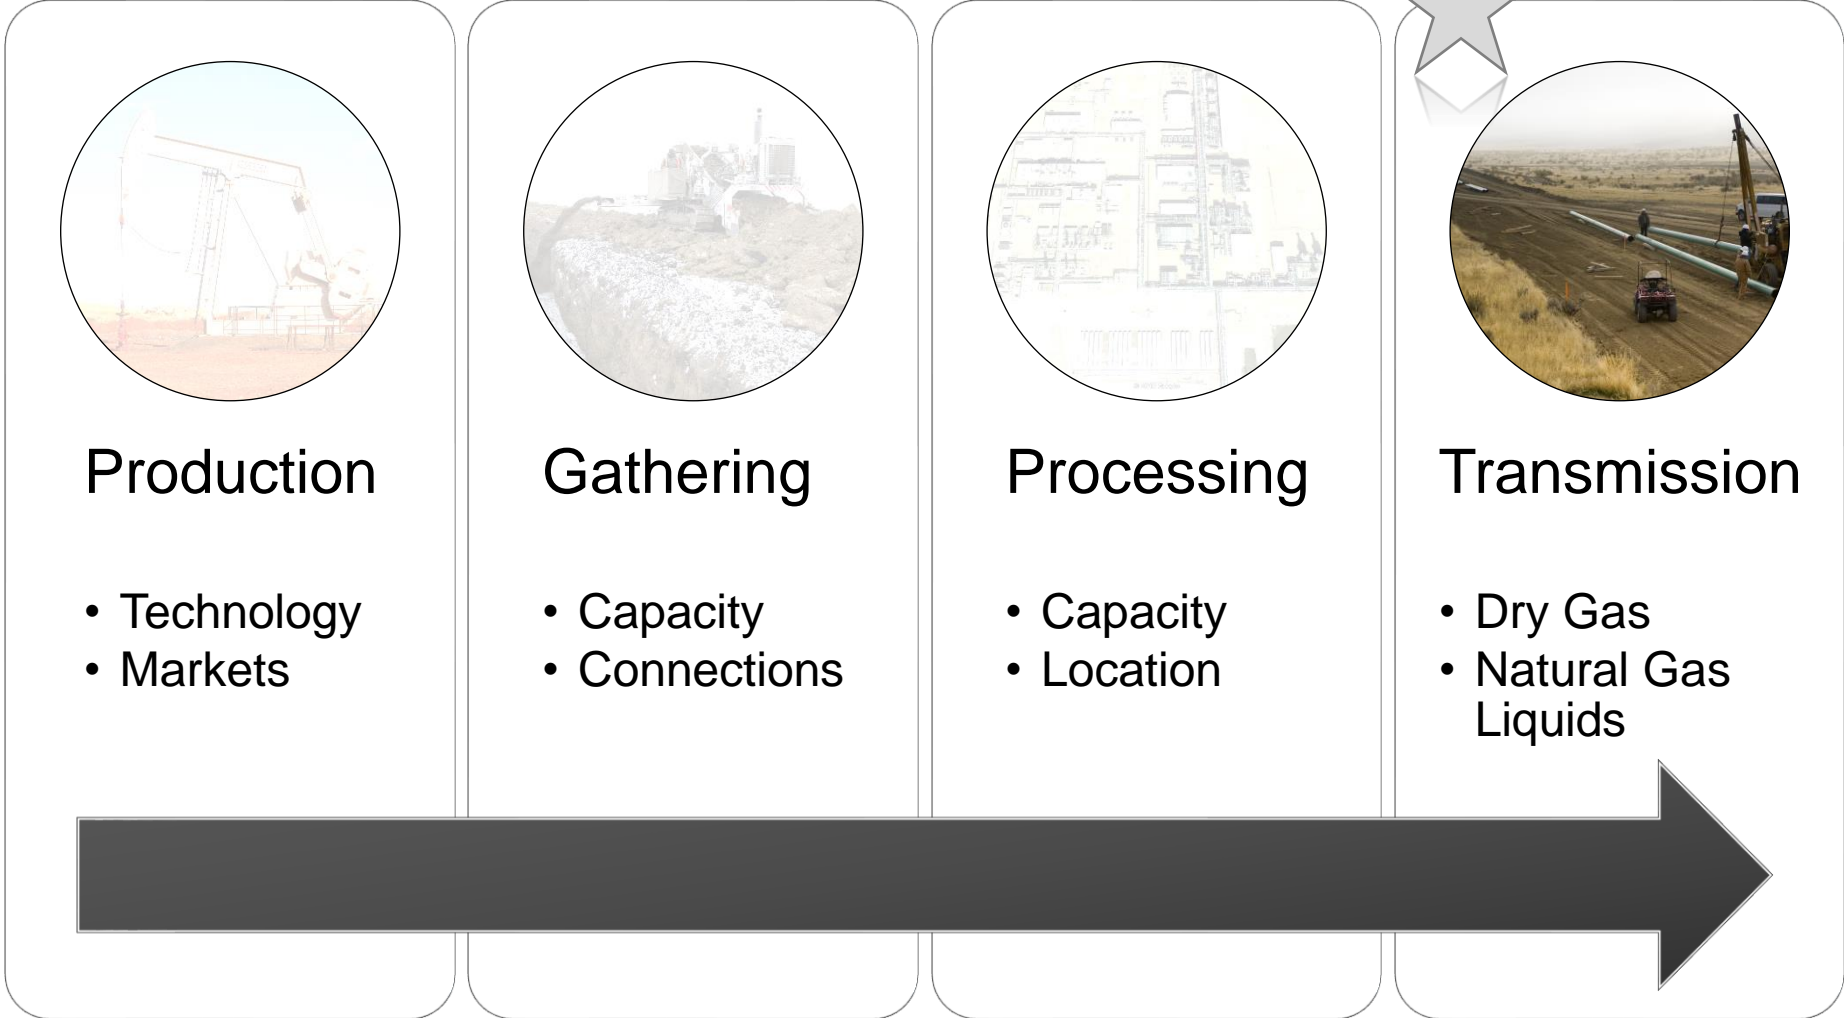 Production
• Technology
• Markets
Gathering
• Capacity
• Connections
Processing
• Capacity
• Location
Transmission
• Dry Gas
• Natural Gas
Liquids